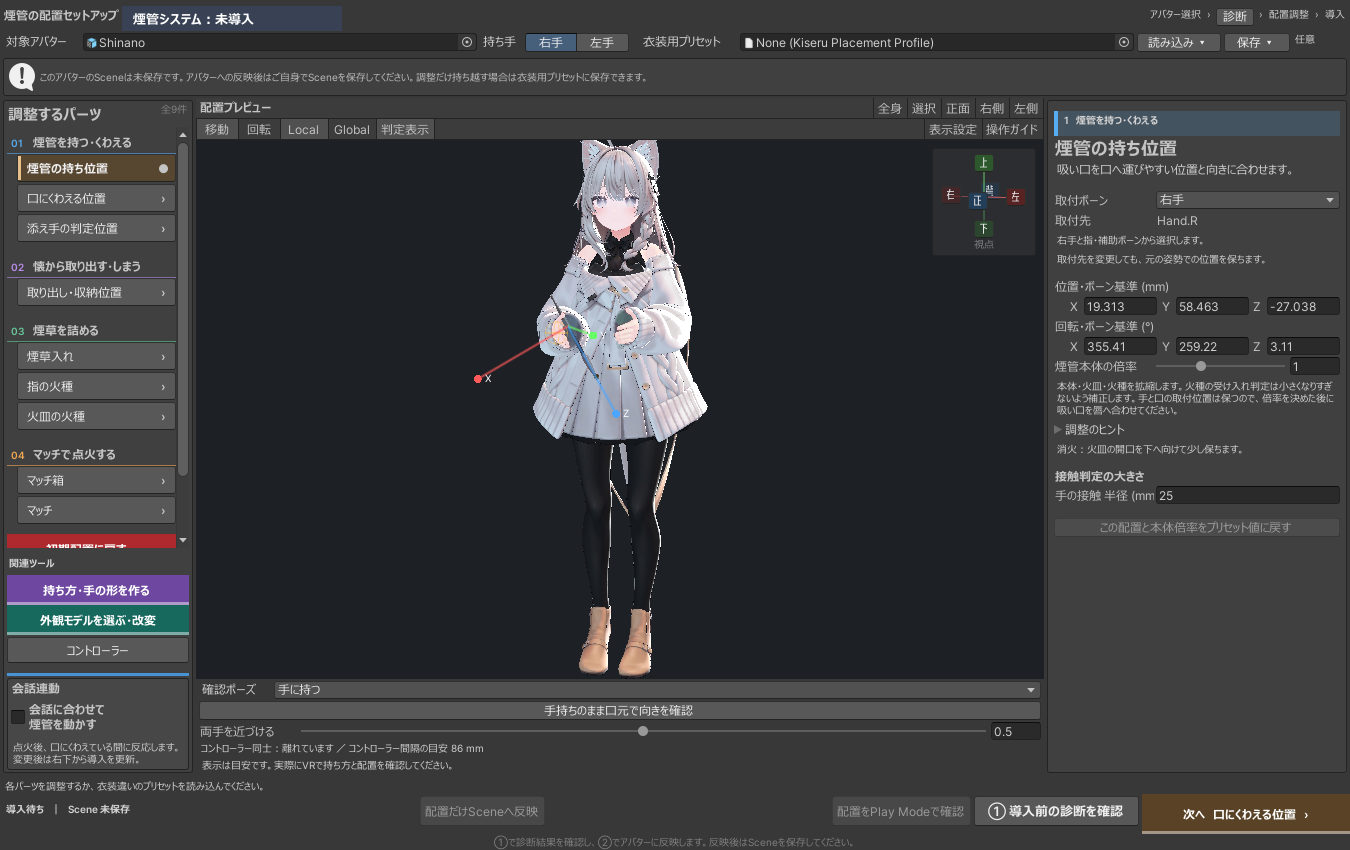 煙管の配置セットアップ
煙管システム：未導入
アバター選択 › 診断 › 配置調整 › 導入
対象アバター Shinano 持ち手 右手 左手 衣装用プリセット None (Kiseru Placement Profile) 読み込み 保存 任意
このアバターのSceneは未保存です。アバターへの反映後はご自身でSceneを保存してください。調整だけ持ち越す場合は衣装用プリセットに保存できます。
調整するパーツ 全9件
01 煙管を持つ・くわえる
煙管の持ち位置
口にくわえる位置 ›
添え手の判定位置 ›
02 懐から取り出す・しまう
取り出し・収納位置 ›
03 煙草を詰める
煙草入れ ›
指の火種 ›
火皿の火種 ›
04 マッチで点火する
マッチ箱 ›
マッチ ›
初期配置に戻す
関連ツール
持ち方・手の形を作る
外観モデルを選ぶ・改変
コントローラー
会話連動
会話に合わせて
煙管を動かす
点火後、口にくわえている間に反応します。
変更後は右下から導入を更新。
配置プレビュー 全身 選択 正面 右側 左側
移動 回転 Local Global 判定表示 表示設定 操作ガイド
上
右 正 背 左
下
視点
X
Z
確認ポーズ 手に持つ
手持ちのまま口元で向きを確認
両手を近づける 0.5
コントローラー同士：離れています ／ コントローラー間隔の目安 86 mm
表示は目安です。実際にVRで持ち方と配置を確認してください。
1 煙管を持つ・くわえる
煙管の持ち位置
吸い口を口へ運びやすい位置と向きに合わせます。
取付ボーン 右手
取付先 Hand.R
右手と指・補助ボーンから選択します。
取付先を変更しても、元の姿勢での位置を保ちます。
位置・ボーン基準 (mm)
X 19.313 Y 58.463 Z -27.038
回転・ボーン基準 (°)
X 355.41 Y 259.22 Z 3.11
煙管本体の倍率 1
本体・火皿・火種を拡縮します。火種の受け入れ判定は小さくなりすぎ
ないよう補正します。手と口の取付位置は保つので、倍率を決めた後に
吸い口を唇へ合わせてください。
調整のヒント
消火：火皿の開口を下へ向けて少し保ちます。
接触判定の大きさ
手の接触 半径 (mm 25
この配置と本体倍率をプリセット値に戻す
各パーツを調整するか、衣装違いのプリセットを読み込んでください。
導入待ち ｜ Scene 未保存
配置だけSceneへ反映
配置をPlay Modeで確認
①導入前の診断を確認
次へ 口にくわえる位置 ›
①で診断結果を確認し、②でアバターに反映します。反映後はSceneを保存してください。